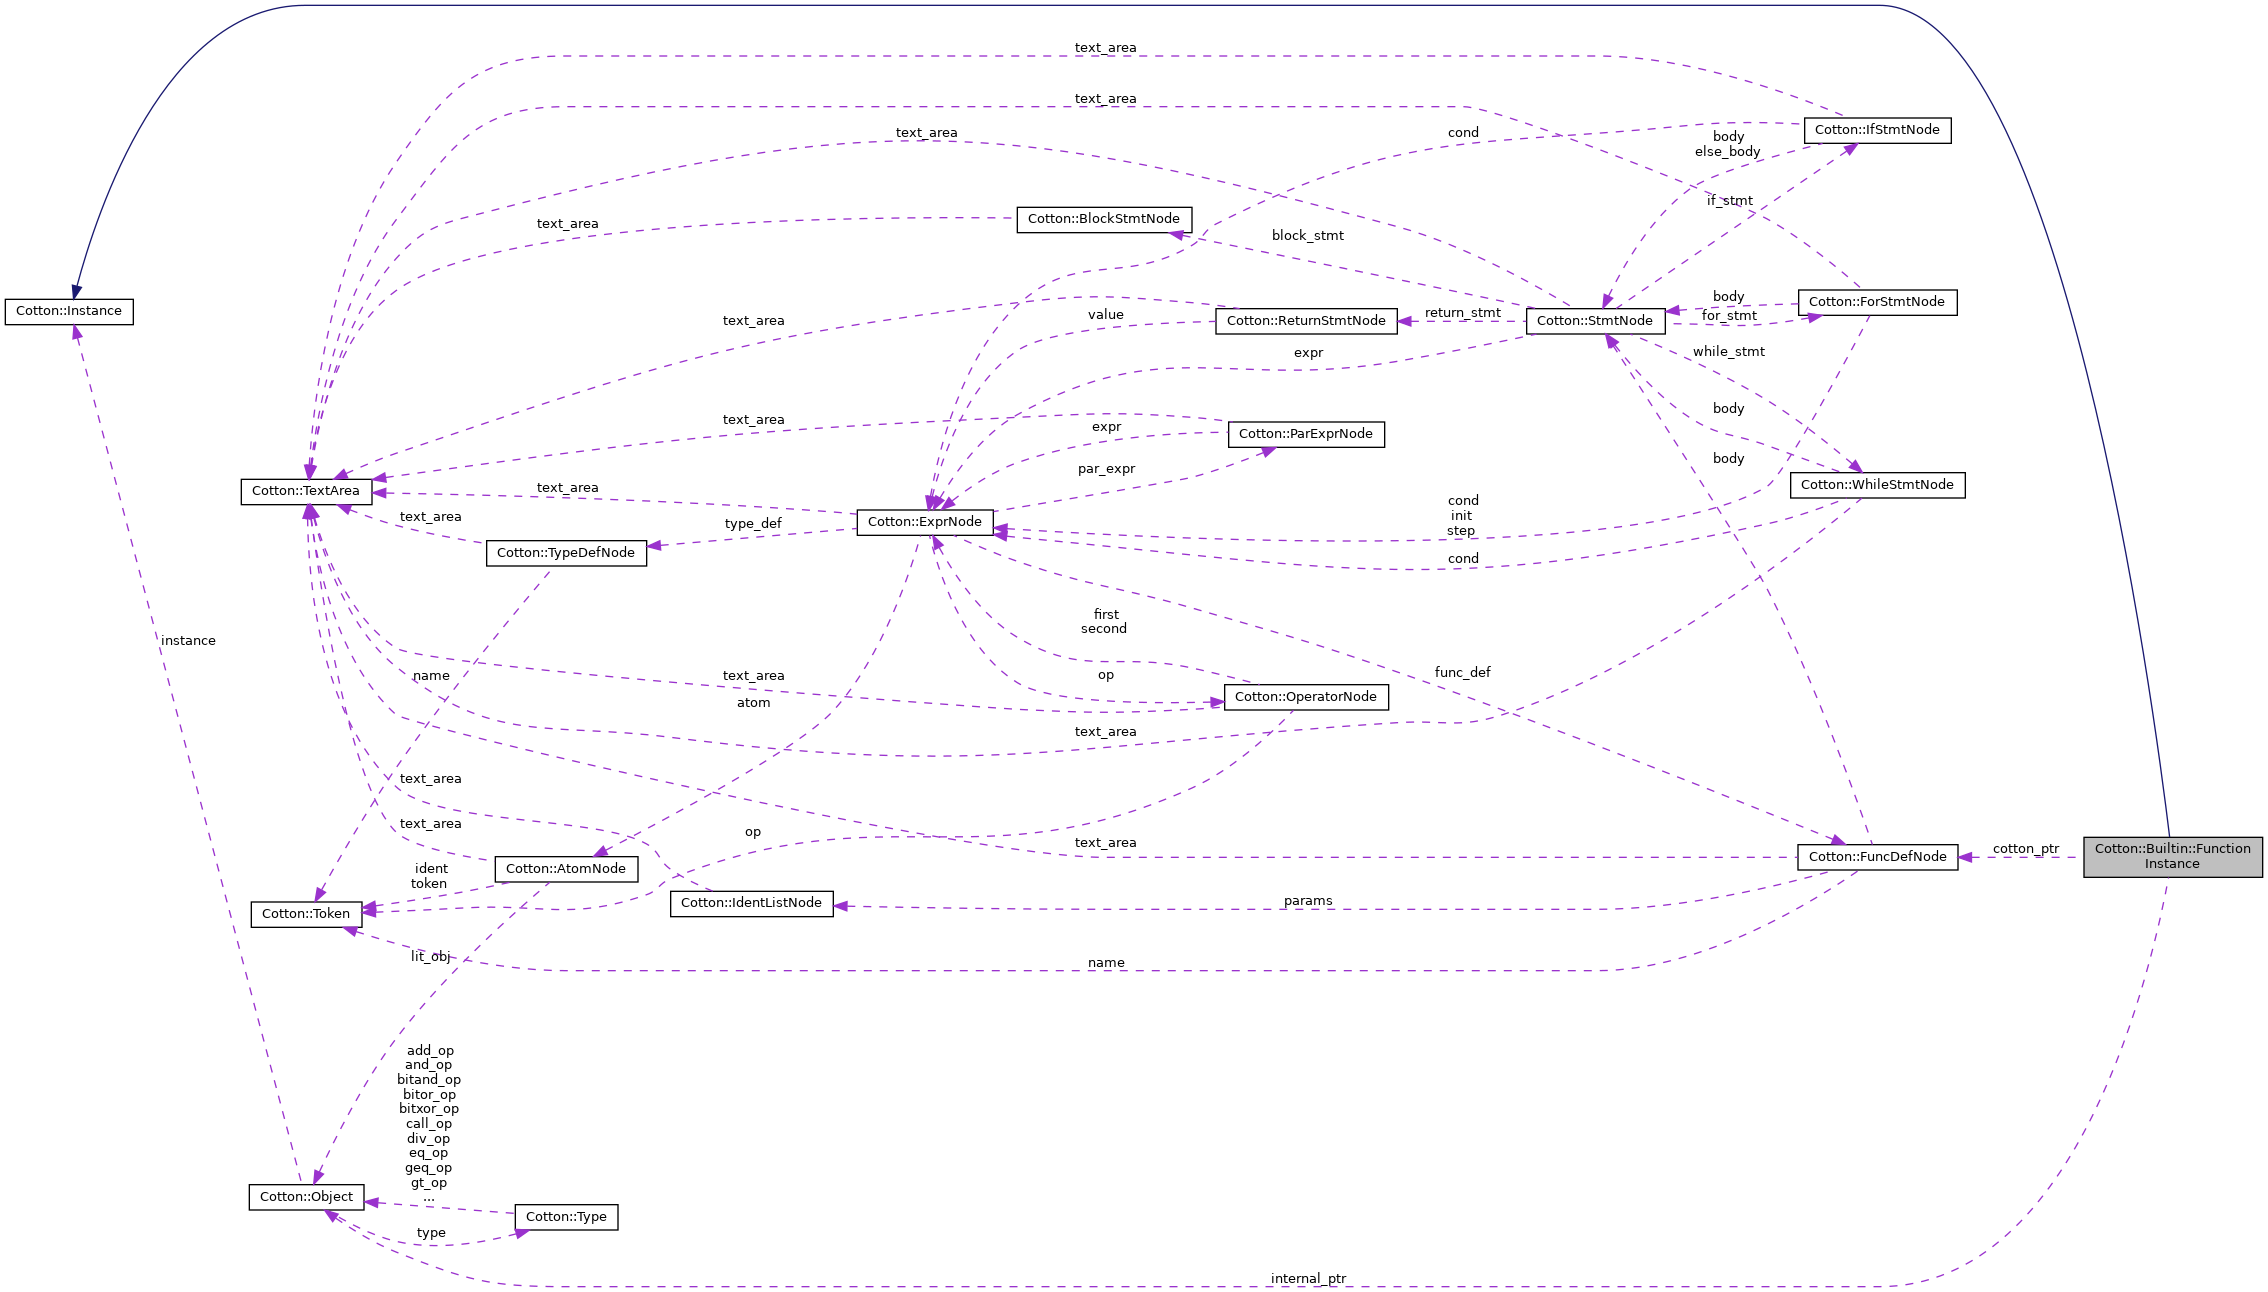 text_area
text_area
text_area
cond
body
else_body
Cotton::IfStmtNode
if_stmt
Cotton::BlockStmtNode
text_area
block_stmt
Cotton::Instance
text_area
value
Cotton::ReturnStmtNode
return_stmt
Cotton::StmtNode
body
for_stmt
Cotton::ForStmtNode
expr
while_stmt
text_area
expr
Cotton::ParExprNode
body
par_expr
body
Cotton::TextArea
text_area
text_area
type_def
Cotton::ExprNode
cond
init
step
Cotton::WhileStmtNode
Cotton::TypeDefNode
cond
first
second
instance
name
text_area
atom
op
Cotton::OperatorNode
func_def
text_area
text_area
text_area
op
text_area
Cotton::FuncDefNode
cotton_ptr
Cotton::Builtin::Function
Instance
ident
token
Cotton::AtomNode
Cotton::Token
Cotton::IdentListNode
params
lit_obj
name
add_op
and_op
bitand_op
bitor_op
bitxor_op
call_op
div_op
eq_op
geq_op
gt_op
...
Cotton::Object
Cotton::Type
type
internal_ptr